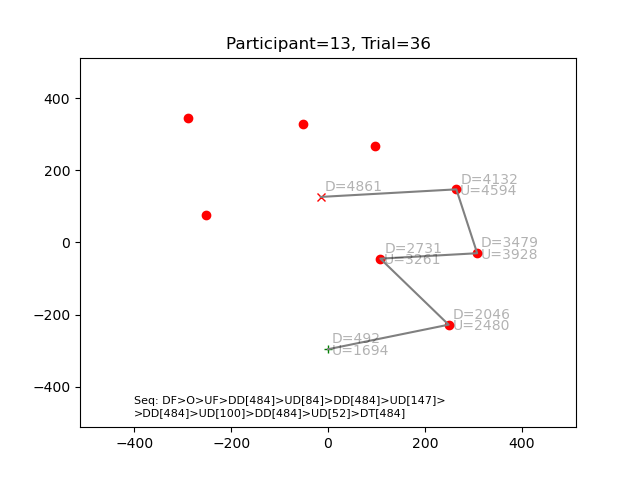 Participant=13, Trial=36
400
200
0
−200
−400
−400
−200
0
200
400
D=4861
D=4132
U=4594
D=3479
U=3928
D=2731
U=3261
D=2046
U=2480
D=492
U=1694
Seq: DF>O>UF>DD[484]>UD[84]>DD[484]>UD[147]>
>DD[484]>UD[100]>DD[484]>UD[52]>DT[484]